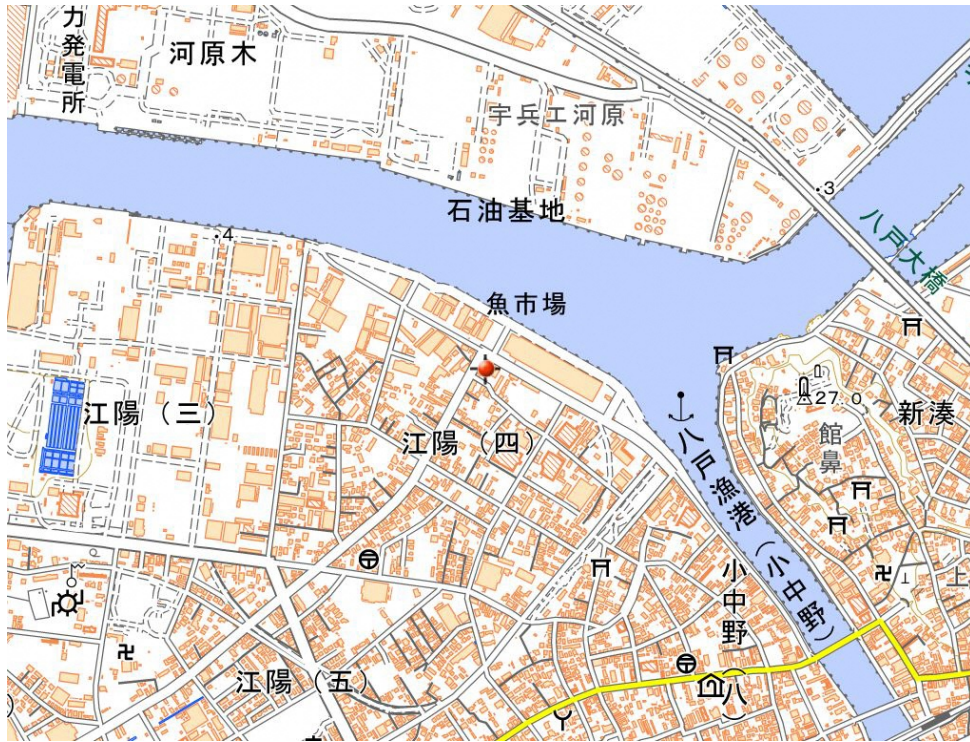 力発電所
河原木
宇兵エ河原
3
石油基地
八戸大橋
4
魚市場
27.0
江陽（三）
江陽（四）
館鼻
新湊
八戸漁港（小中野）
上
小中野（八）
江陽（五）
)